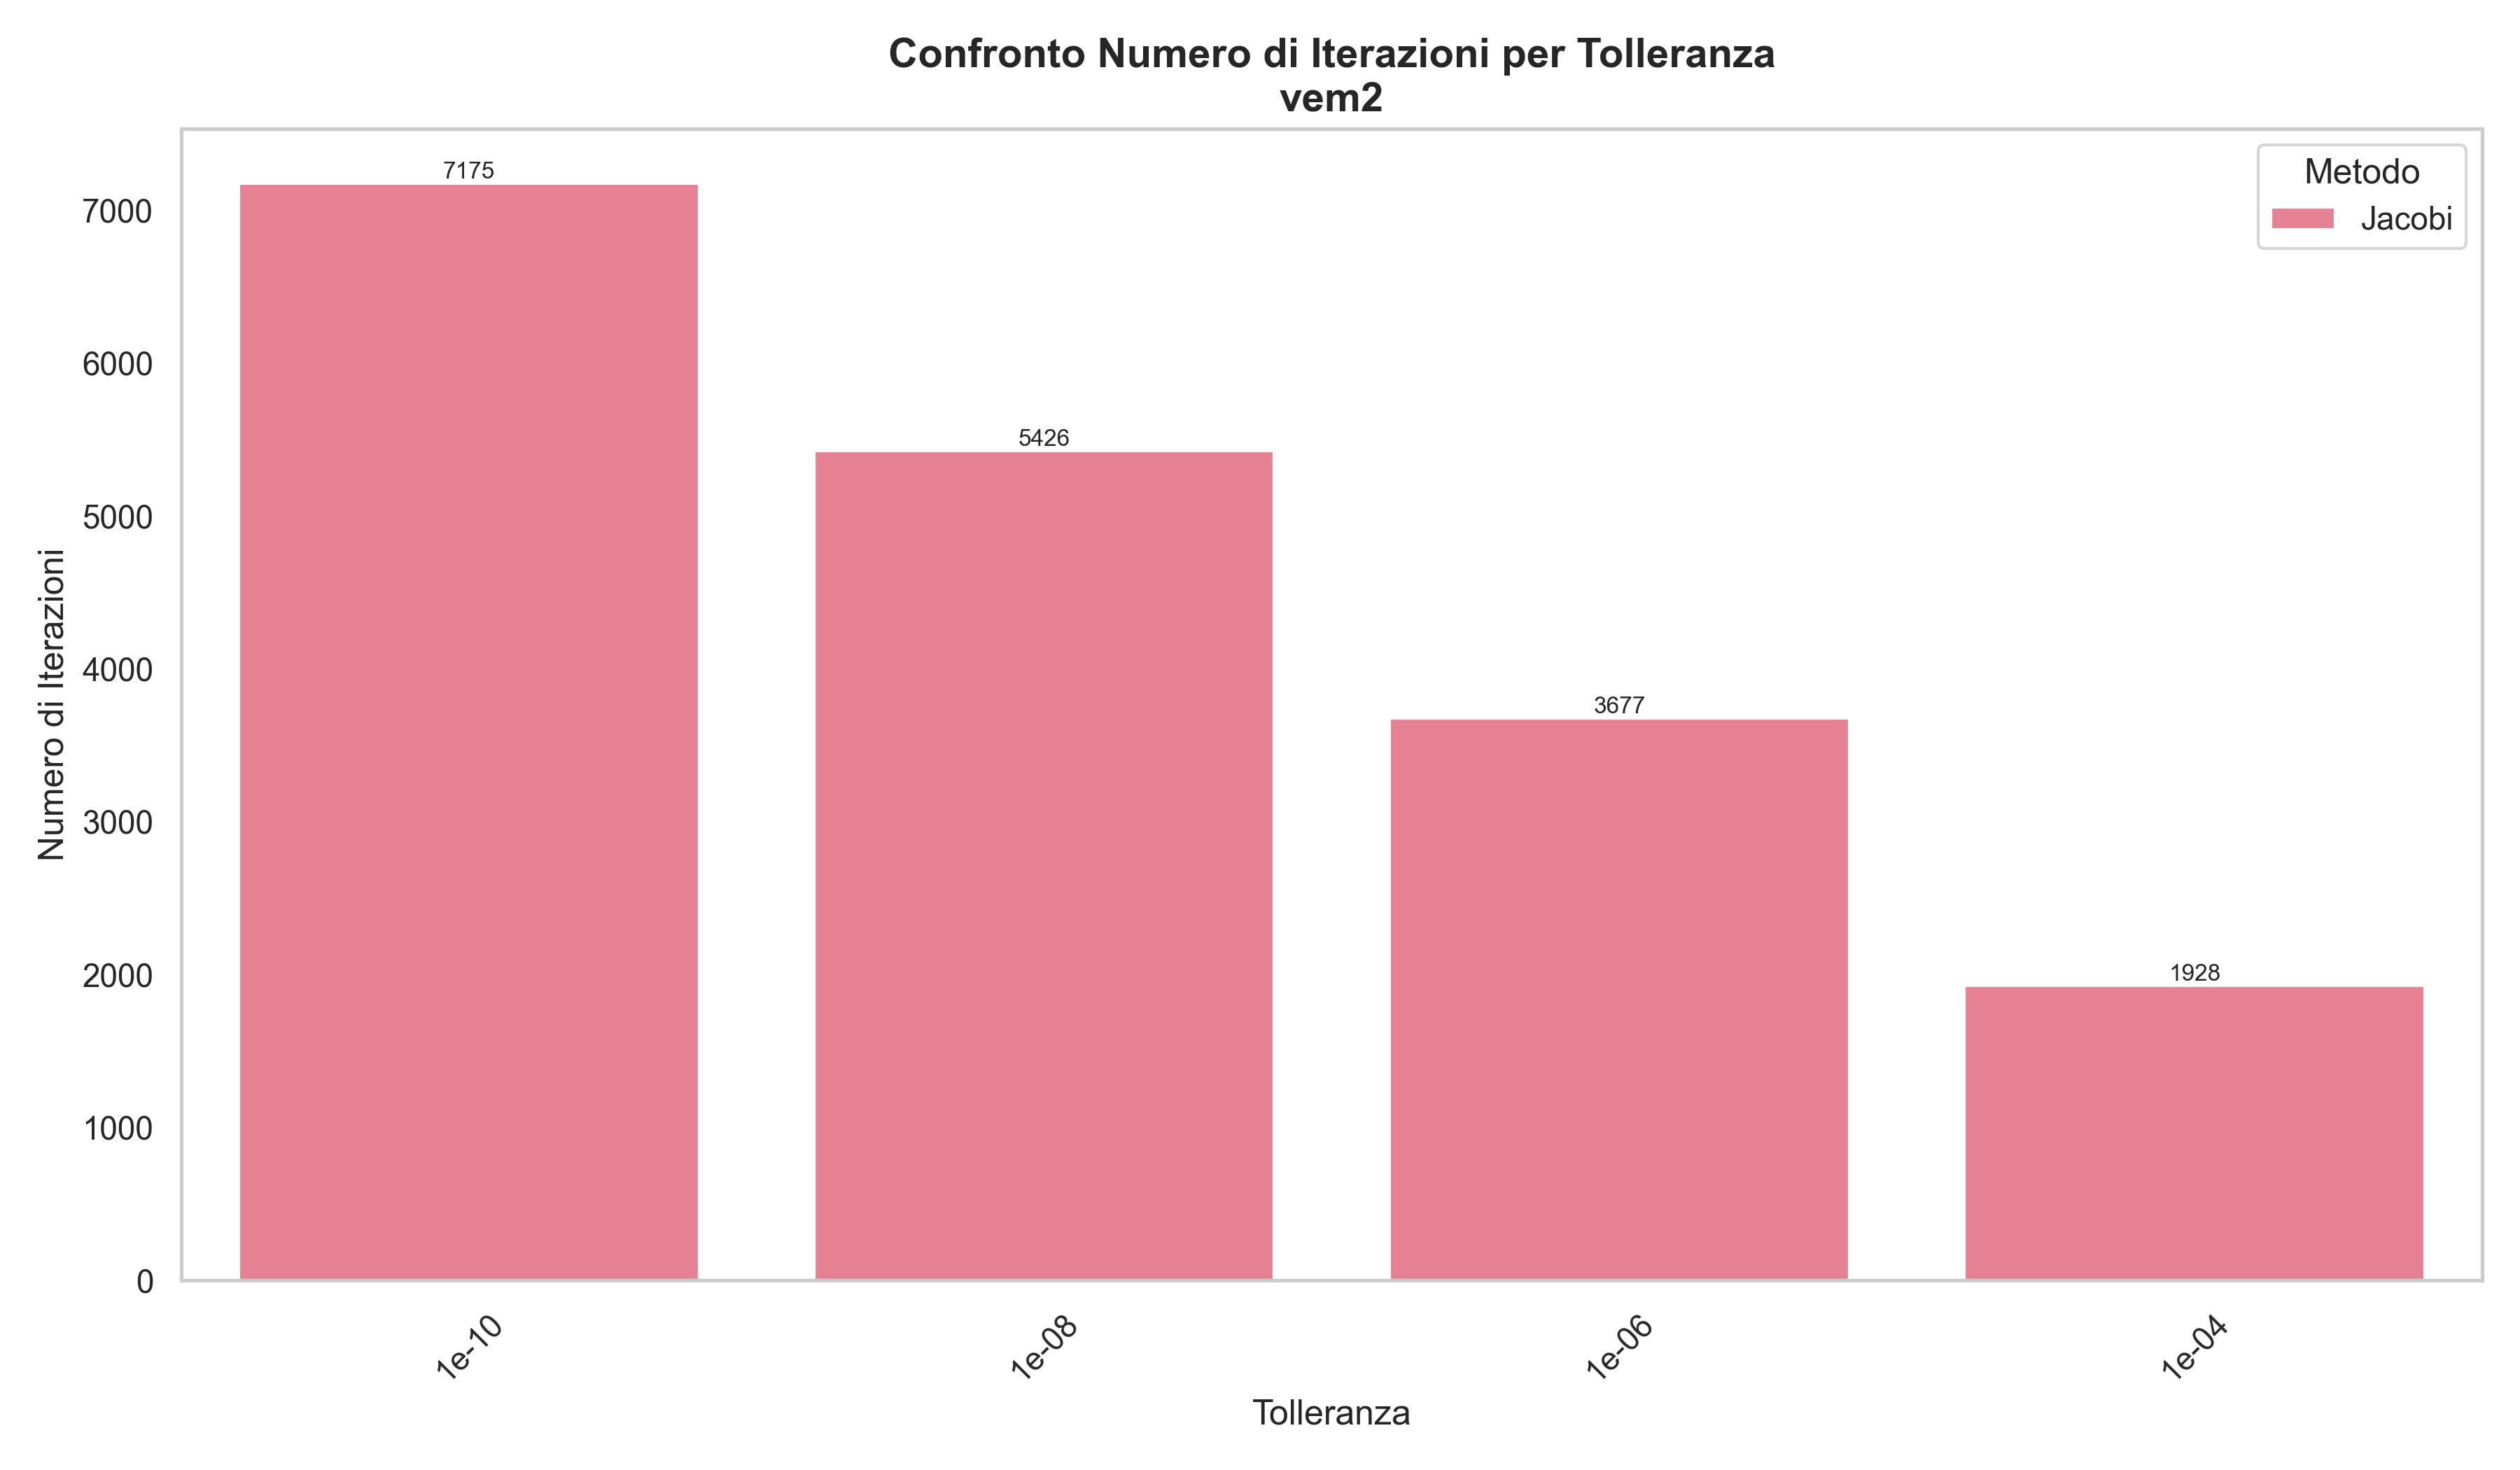 Confronto Numero di Iterazioni per Tolleranza
vem2
Metodo
Jacobi
Numero di Iterazioni
7000
6000
5000
4000
3000
2000
1000
0
7175
5426
3677
1928
1e-10
1e-08
1e-06
1e-04
Tolleranza